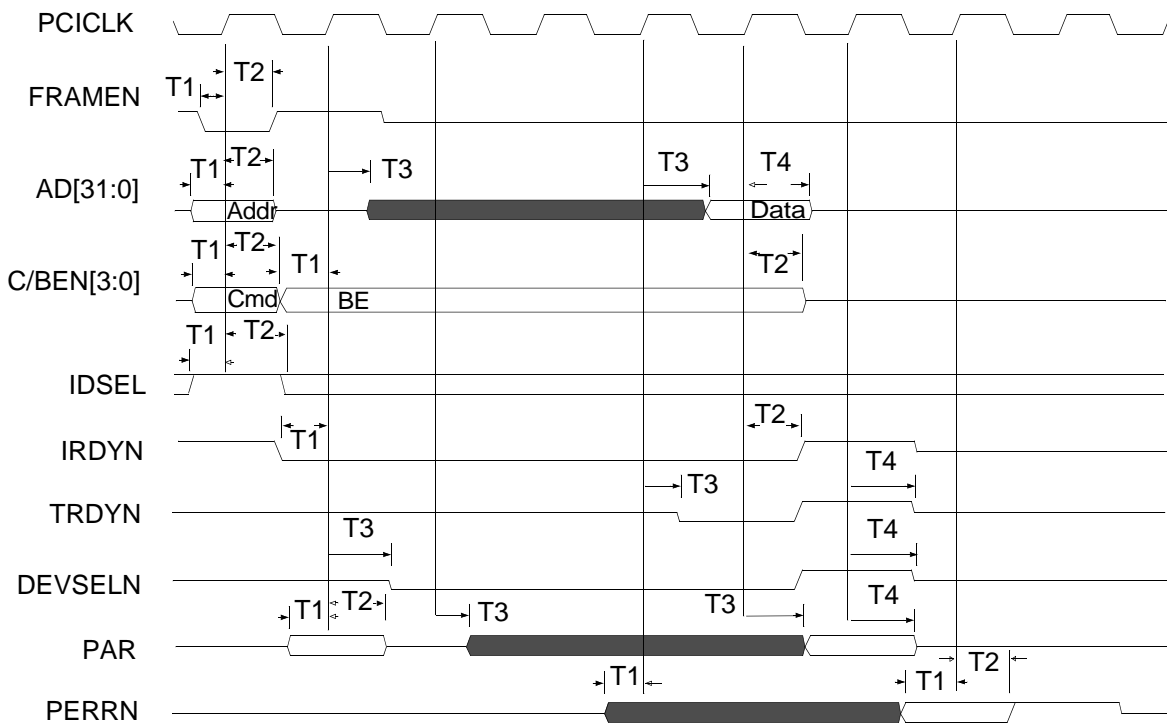 PCICLK
T1 T2
FRAMEN
T1 T2 T3 T3 T4
AD[31:0]
Addr Data
T1 T2 T1 T2
C/BEN[3:0]
Cmd BE
T1 T2
IDSEL
T1 T2
IRDYN
T3 T4
TRDYN
T3 T4
DEVSELN
T1 T2 T3 T3 T4
PAR
T1 T1 T2
PERRN